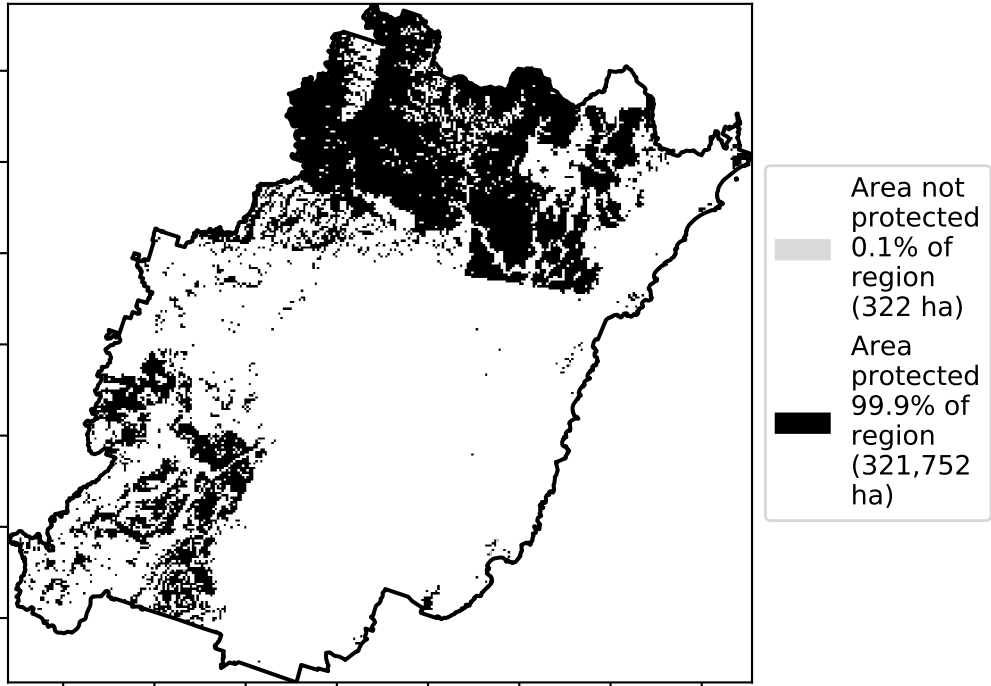 Area not
protected
0.1% of
region
(322 ha)
Area
protected
99.9% of
region
(321,752
ha)